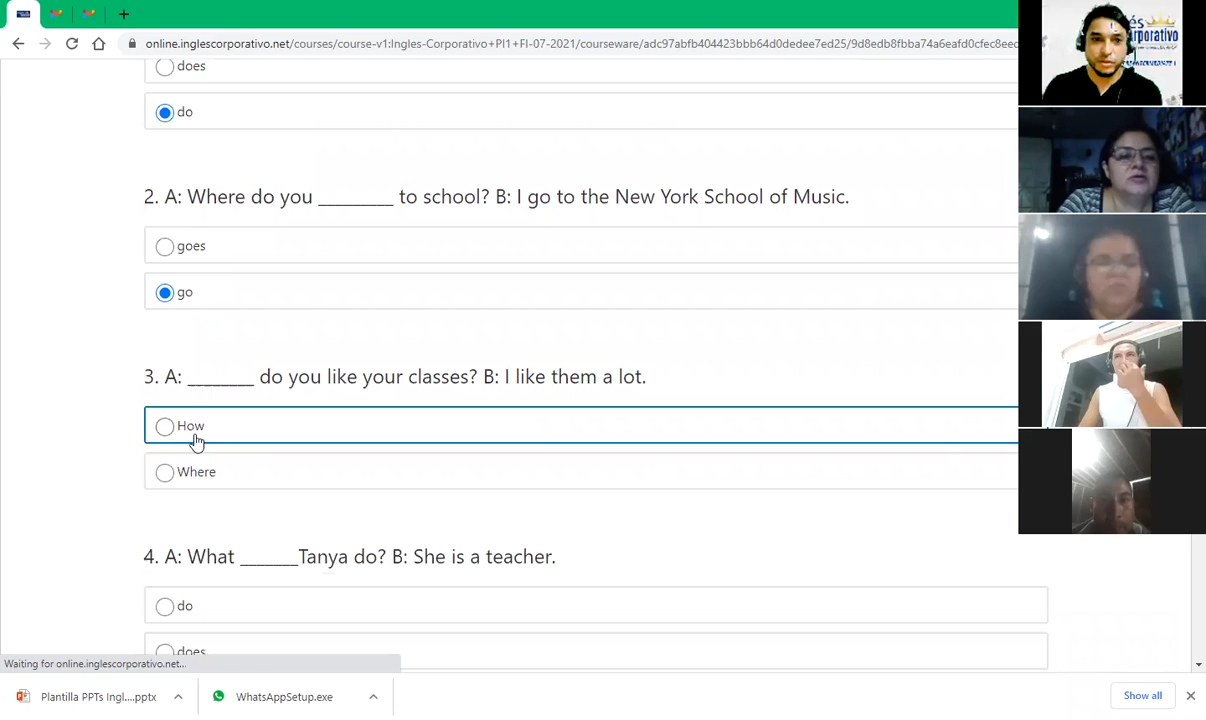 online.inglescorporativo.net/courses/course-v1:Ingles-Corporativo+PI1+FI-07-2021/courseware/adc97abfb404423bbb64d0dedee7ed25/9d8edb8fbba74a6eafd0cfec8eec
does
do
2. A: Where do you _________ to school? B: I go to the New York School of Music.
goes
go
3. A: ________ do you like your classes? B: I like them a lot.
How
Where
4. A: What _______Tanya do? B: She is a teacher.
do
does
Waiting for online.inglescorporativo.net...
Plantilla PPTs Ingl....pptx
WhatsAppSetup.exe
Show all